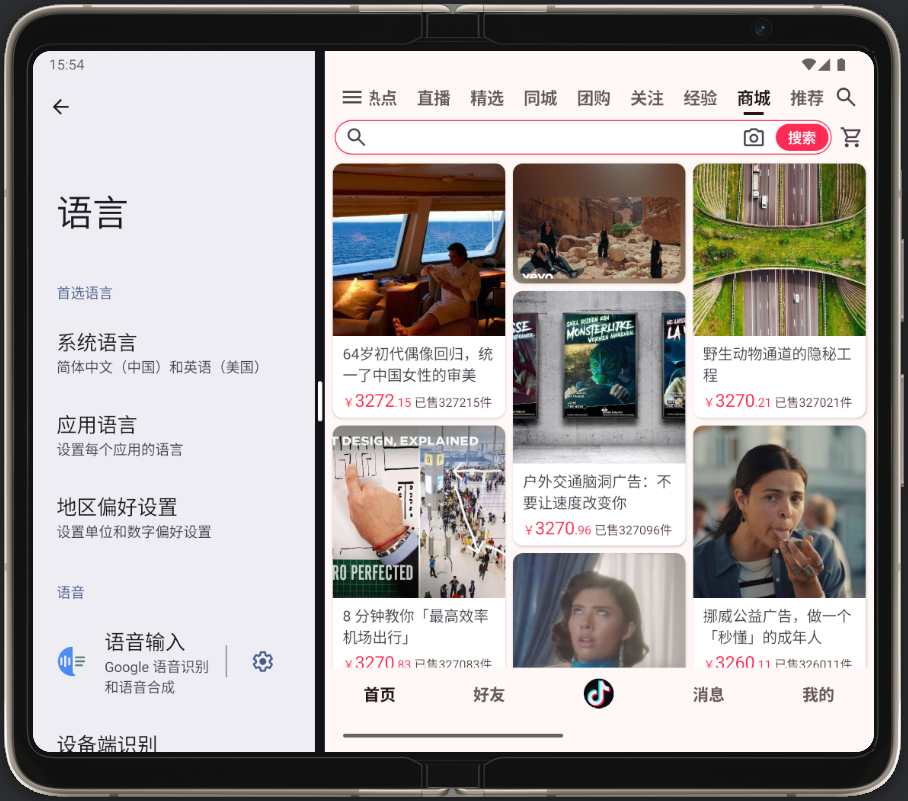 15:54
语言
首选语言
系统语言
简体中文（中国）和英语（美国）
应用语言
设置每个应用的语言
地区偏好设置
设置单位和数字偏好设置
语音
语音输入
Google 语音识别
和语音合成
设备端识别
热点 直播 精选 同城 团购 关注 经验 商城 推荐
搜索
64岁初代偶像回归，统
一了中国女性的审美
￥3272.15 已售327215件
T DESIGN, EXPLAINED
RO PERFECTED
8 分钟教你「最高效率
机场出行」
￥3270.83 已售327083件
vevo
SNEL RIJDEN KAN
MONSTERLIJKE
VORMEN AANNEMEN.
户外交通脑洞广告：不
要让速度改变你
￥3270.96 已售327096件
野生动物通道的隐秘工
程
￥3270.21 已售327021件
挪威公益广告，做一个
「秒懂」的成年人
￥3260.11 已售326011件
首页 好友 消息 我的